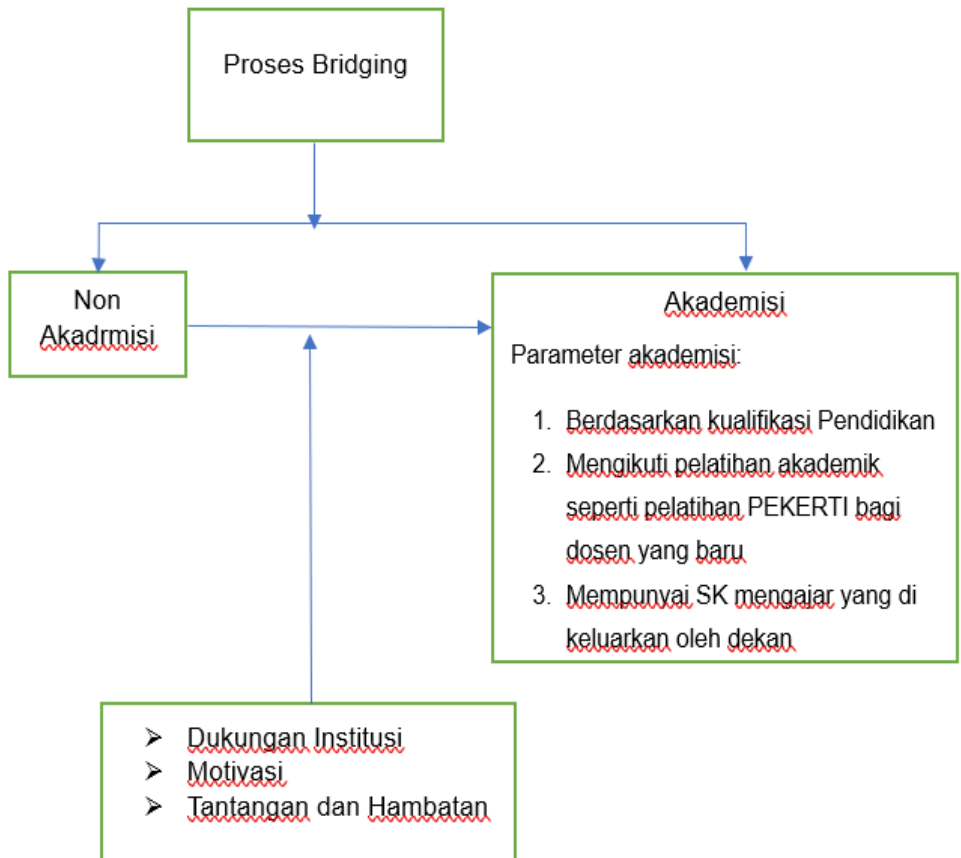 Proses Bridging
Non
Akadrmisi
Akademisi
Parameter akademisi:
1. Berdasarkan kualifikasi Pendidikan
2. Mengikuti pelatihan akademik
seperti pelatihan PEKERTI bagi
dosen yang baru
3. Mempunyai SK mengajar yang di
keluarkan oleh dekan
➢ Dukungan Institusi
➢ Motivasi
➢ Tantangan dan Hambatan